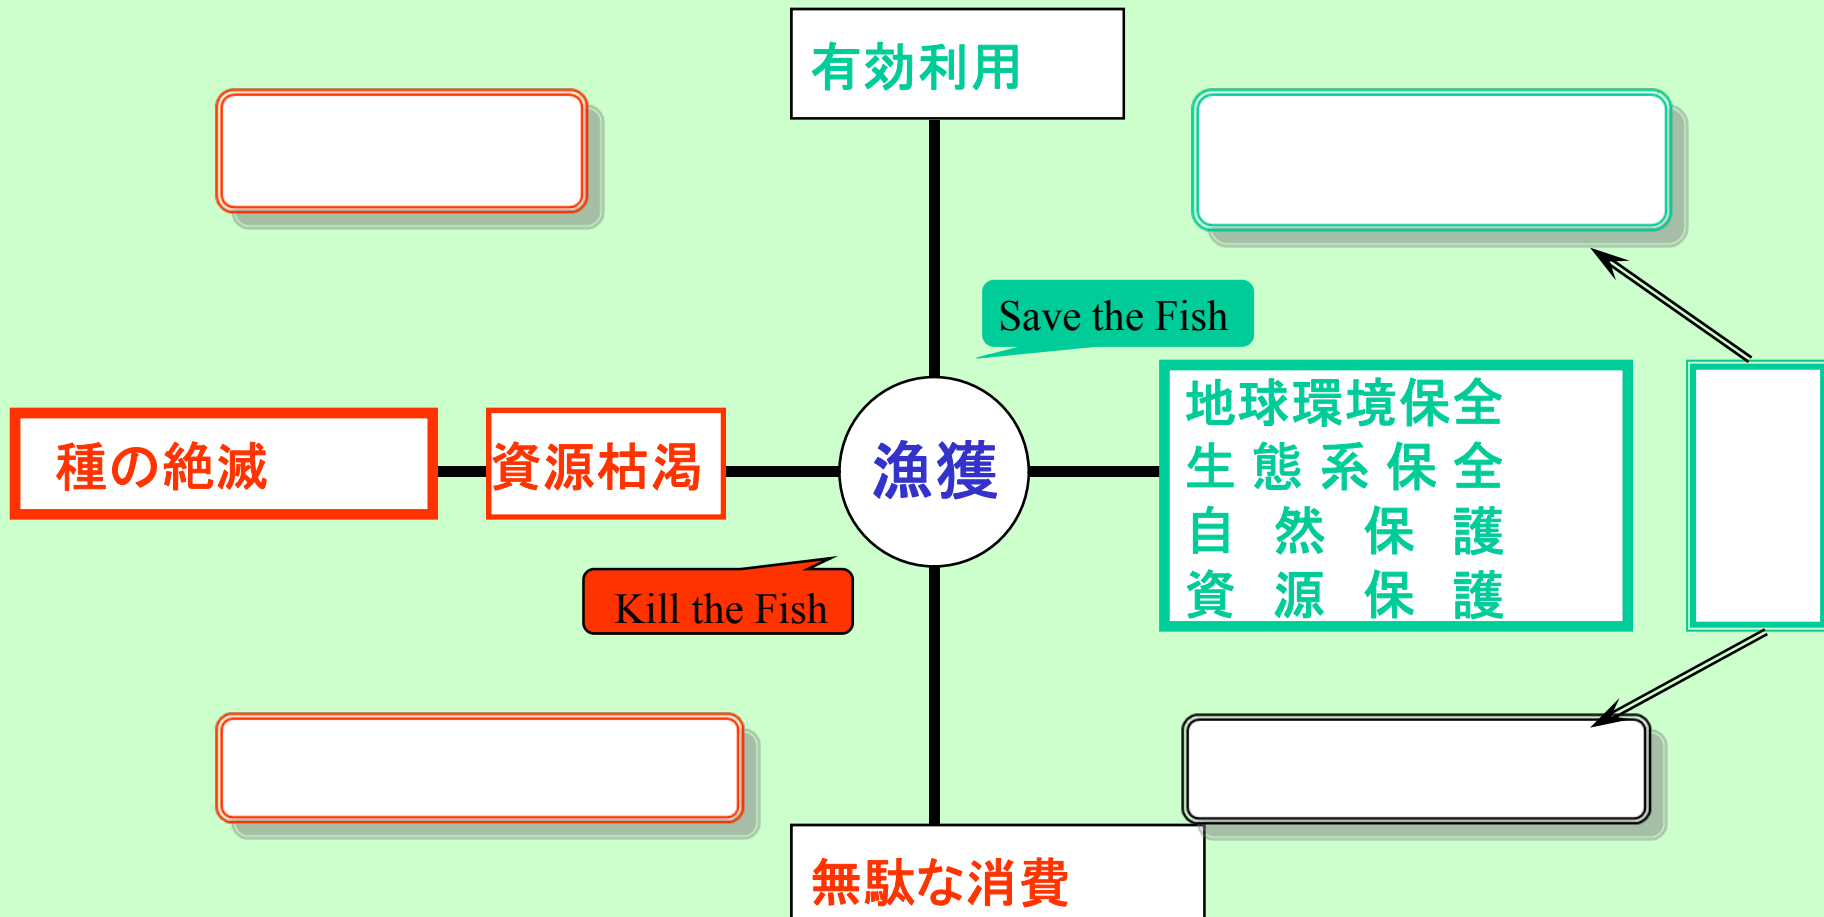 有効利用
Save the Fish
地球環境保全
生態系保全
自然保護
資源保護
種の絶滅
資源枯渇
漁獲
Kill the Fish
無駄な消費